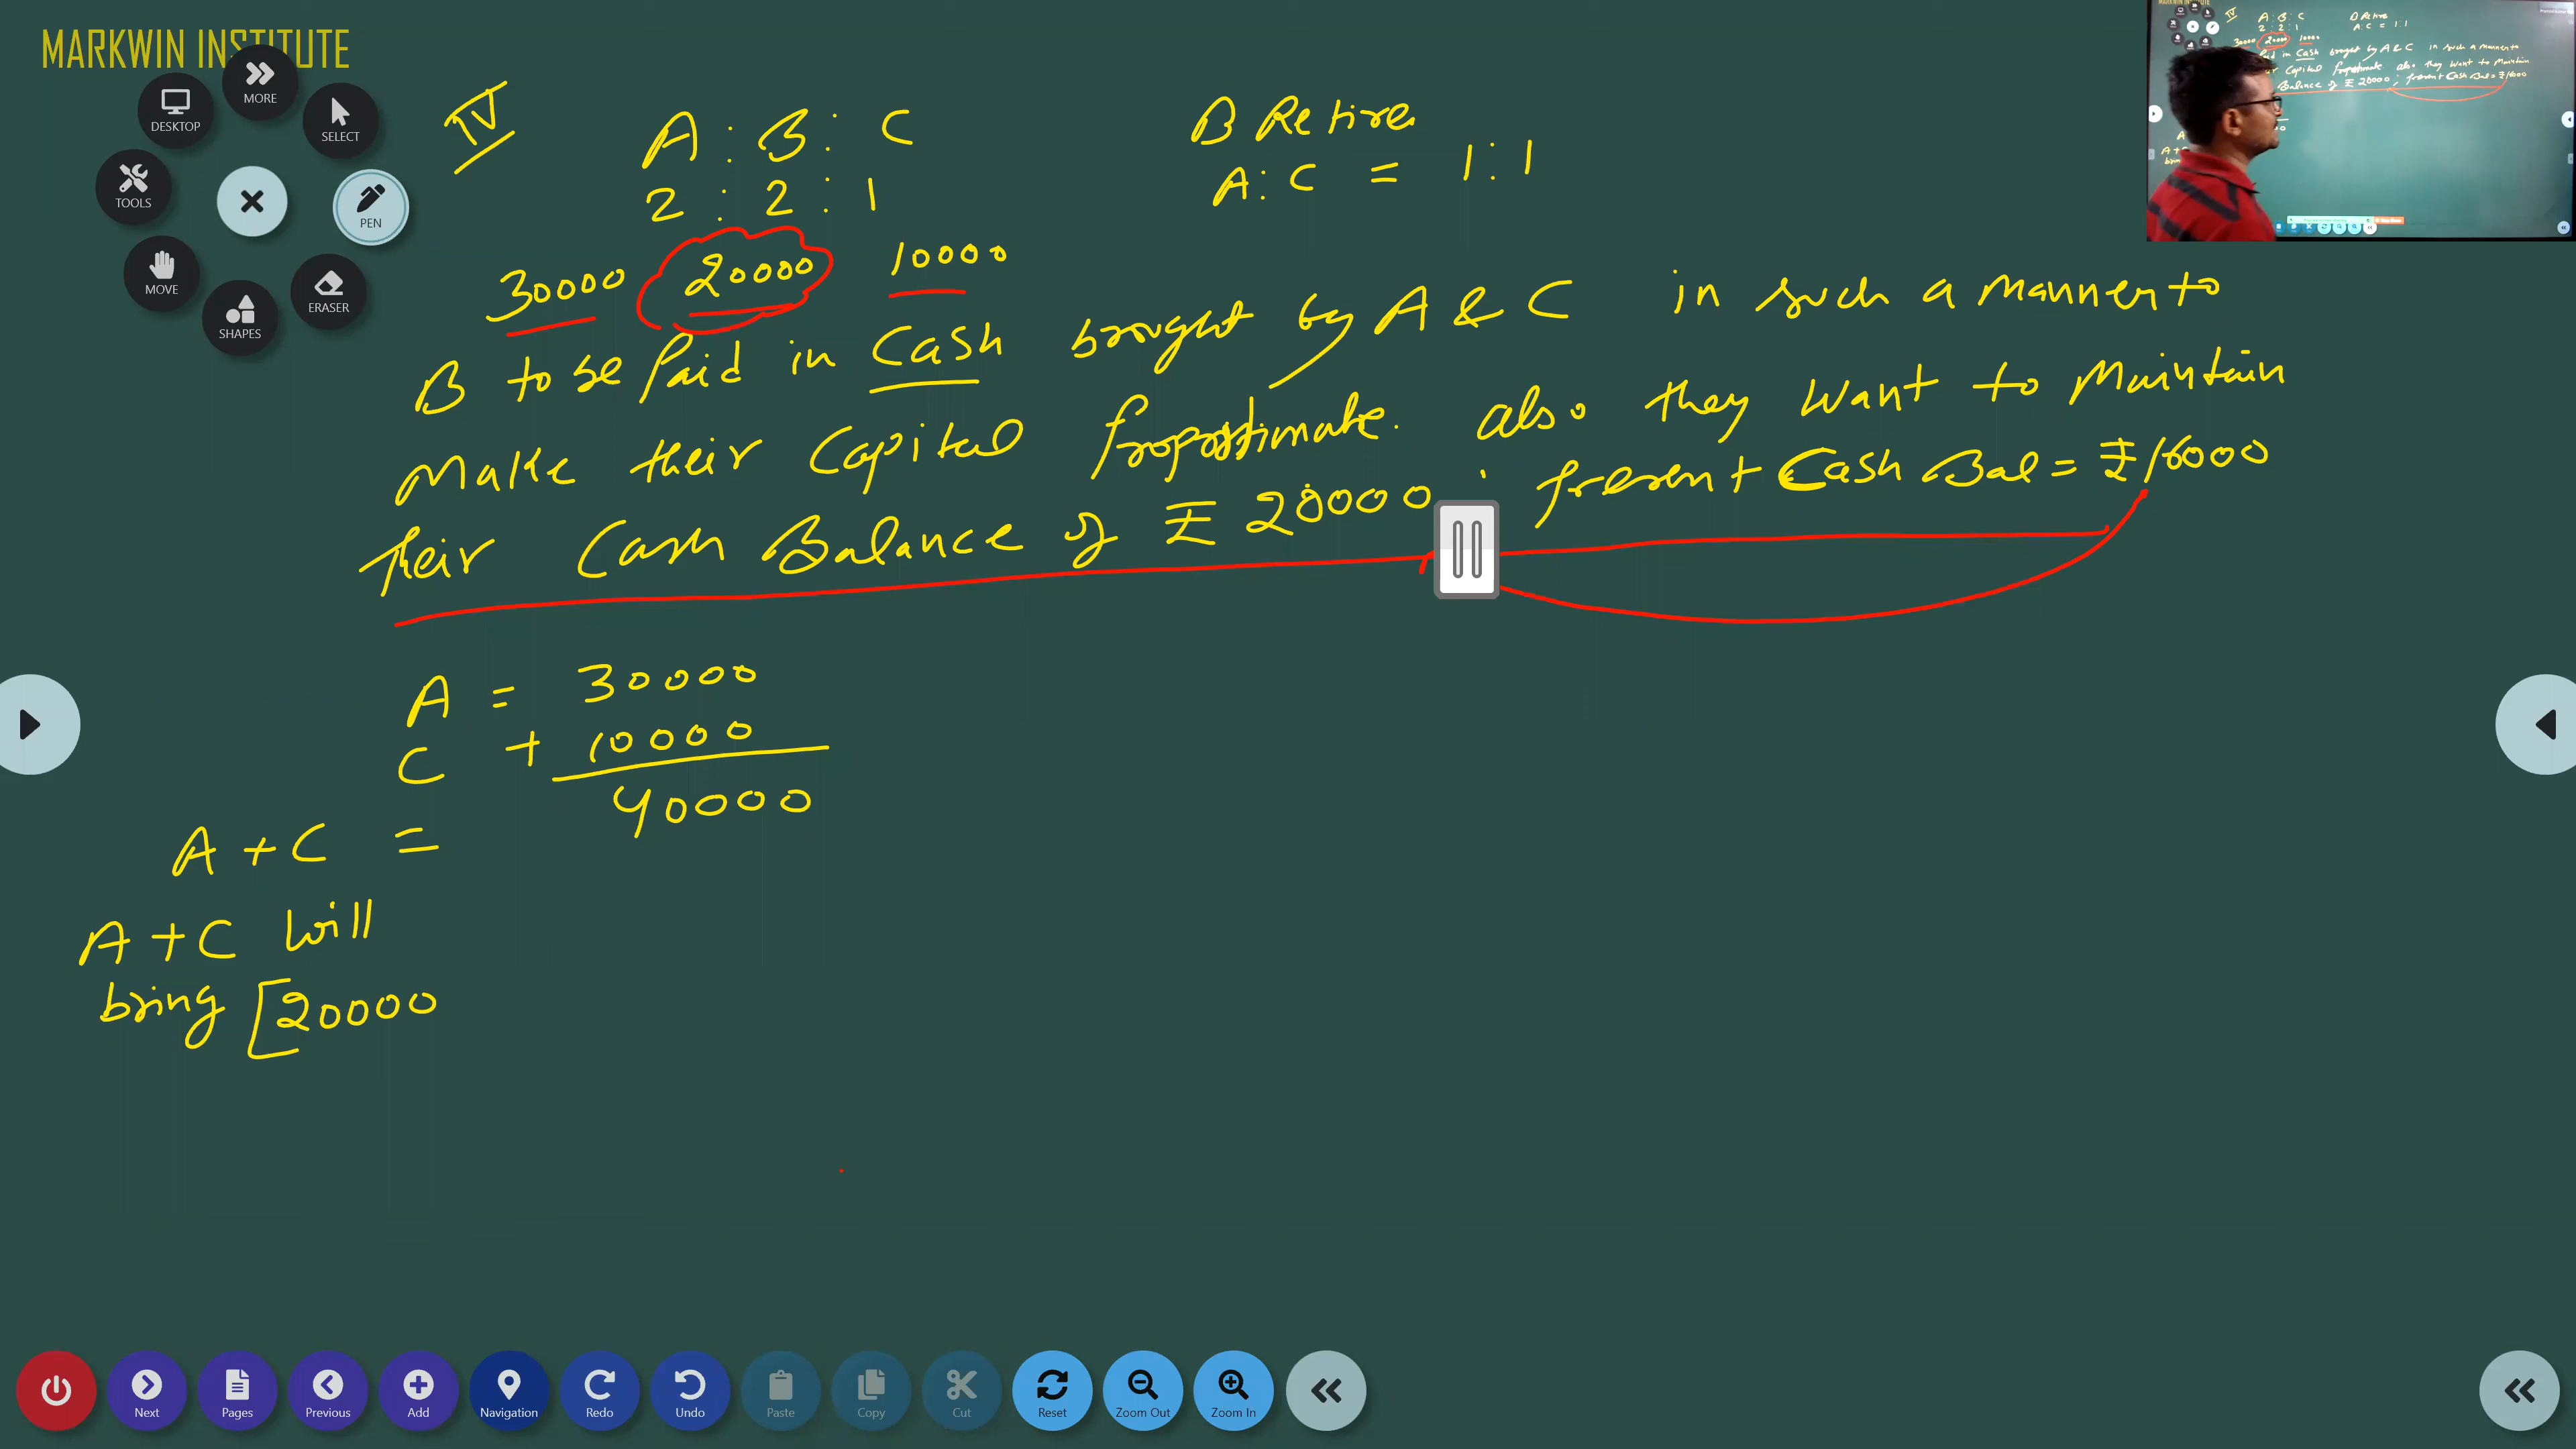 MARKWIN INSTITUTE
MORE
DESKTOP
SELECT
TOOLS
PEN
MOVE
ERASER
SHAPES
IV
A : B : C
2 : 2 : 1
B Retire
A : C = 1 : 1
30000 20000 10000
B to be Paid in Cash brought by A & C in such a manner to
Make their Capital also they Want to Maintain
their Cash Balance of ₹ 20000 ; Present Cash Bal = ₹16000
A = 30000
C + 10000
A + C = 40000
A + C will
bring [20000
Next
Pages
Previous
Add
Navigation
Redo
Undo
Paste
Copy
Cut
Reset
Zoom Out
Zoom In